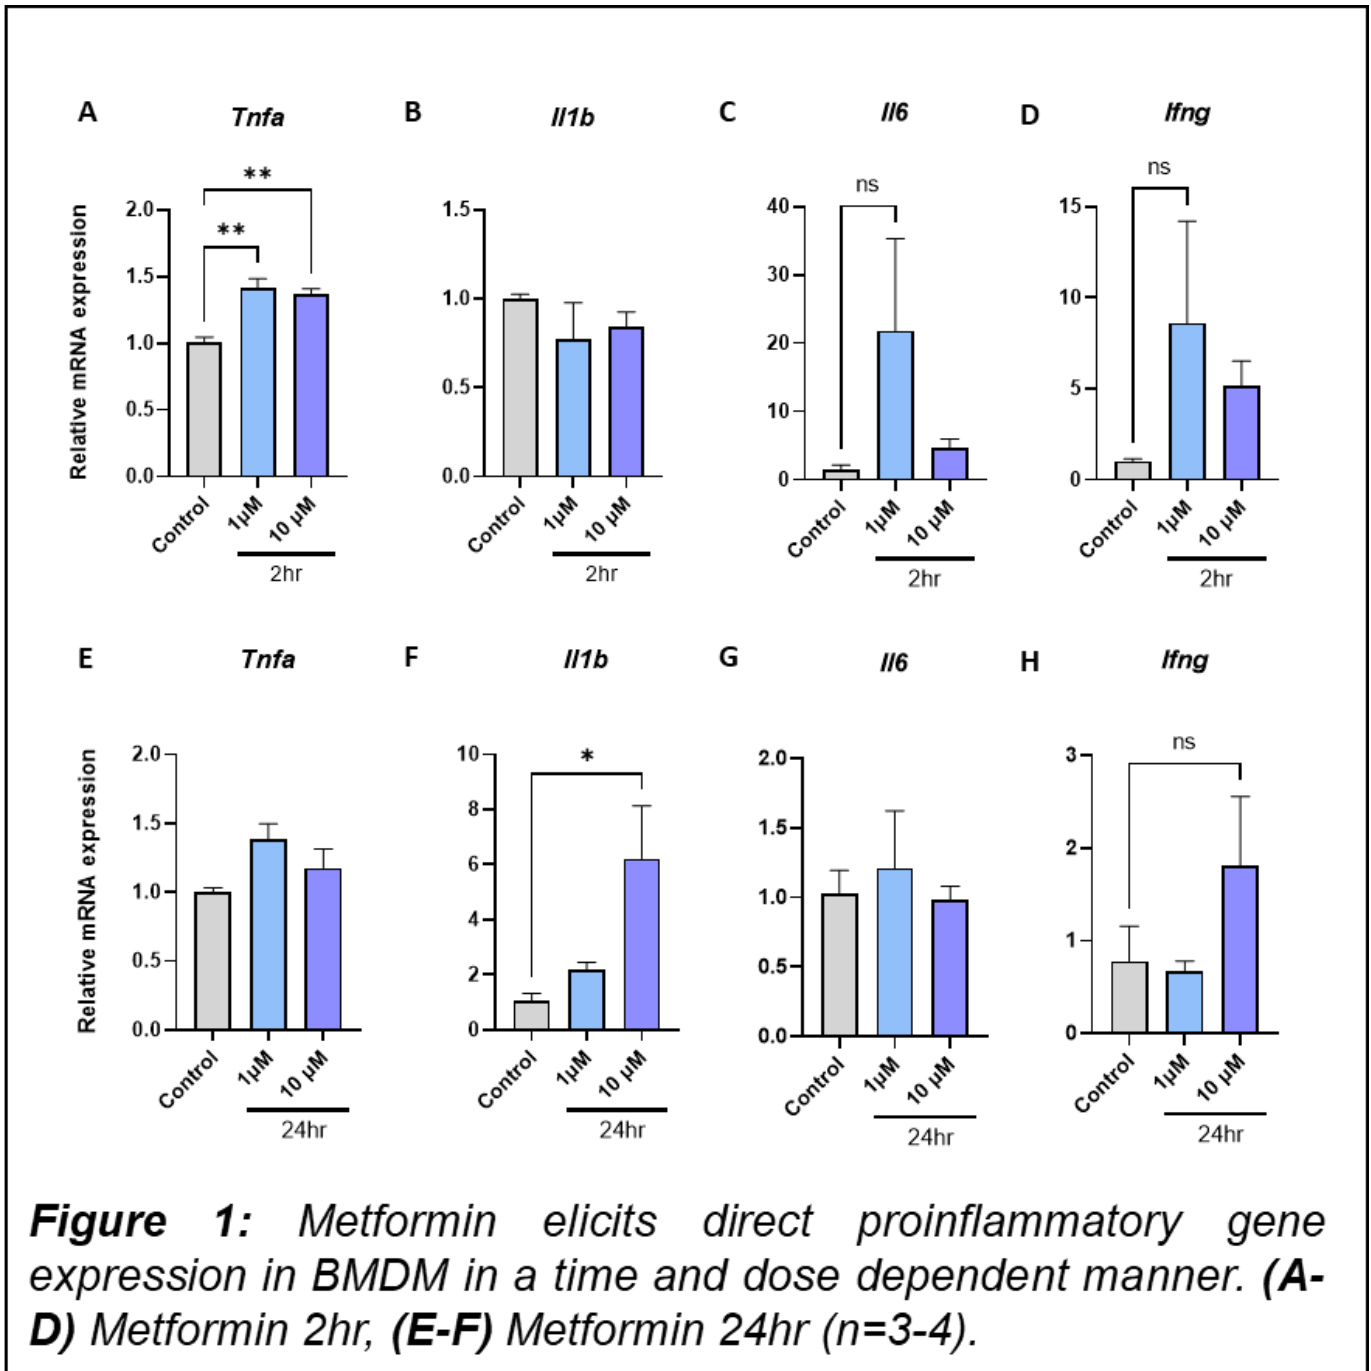 A Tnfa B Il1b C Il6 D Ifng
ns ns
** **
Relative mRNA expression
2.0 1.5 1.0 0.5 0.0
Control 1µM 10 µM
2hr
1.5 1.0 0.5 0.0
Control 1µM 10 µM
2hr
40 30 20 10 0
Control 1µM 10 µM
2hr
15 10 5 0
Control 1µM 10 µM
2hr
E Tnfa F Il1b G Il6 H Ifng
* ns
Relative mRNA expression
2.0 1.5 1.0 0.5 0.0
Control 1µM 10 µM
24hr
10 8 6 4 2 0
Control 1µM 10 µM
24hr
2.0 1.5 1.0 0.5 0.0
Control 1µM 10 µM
24hr
3 2 1 0
Control 1µM 10 µM
24hr
Figure 1: Metformin elicits direct proinflammatory gene
expression in BMDM in a time and dose dependent manner. (A-
D) Metformin 2hr, (E-F) Metformin 24hr (n=3-4).